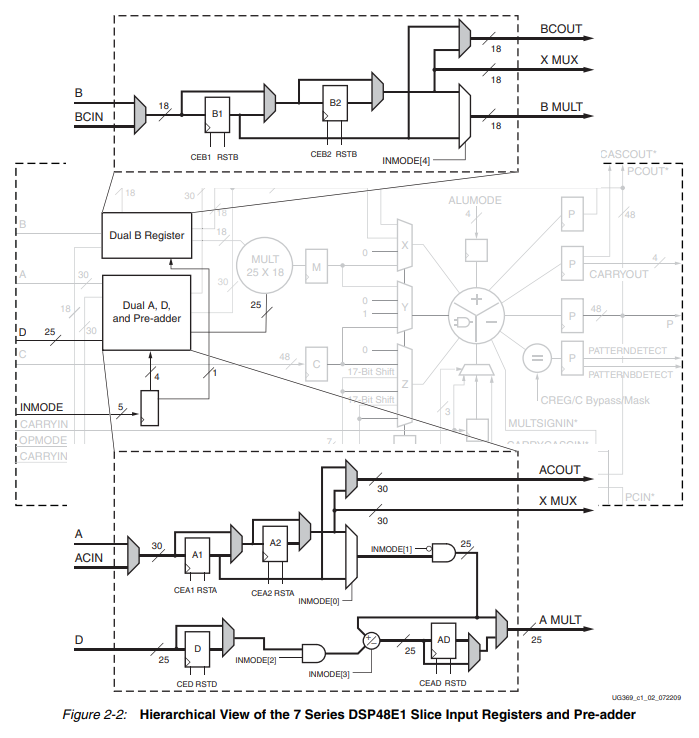 BCOUT
18
X MUX
18
B
18
B1
B2
B MULT
BCIN
18
CEB1 RSTB
CEB2 RSTB
INMODE[4]
CASCOUT*
PCOUT*
18
30
18
ALUMODE
B
Dual B Register
18
4
P
48
MULT
25 X 18
M
0
X
P
4
CARRYOUT
A
30
30
Dual A, D,
and Pre-adder
18
25
0
1
Y
P
48
P
D
25
30
C
48
C
0
=
P
PATTERNDETECT
4
1
17-Bit Shift
PATTERNBDETECT
17-Bit Shift
Z
3
CREG/C Bypass/Mask
INMODE
5
CARRYIN
MULTSIGNIN*
OPMODE
CARRYCASCIN*
CARRYIN
PCIN*
ACOUT
30
X MUX
30
A
30
A1
A2
INMODE[1]
25
ACIN
CEA1 RSTA
CEA2 RSTA
INMODE[0]
D
25
D
+/-
25
AD
A MULT
25
INMODE[2]
INMODE[3]
CED RSTD
CEAD RSTD
UG369_c1_02_072209
Figure 2-2: Hierarchical View of the 7 Series DSP48E1 Slice Input Registers and Pre-adder